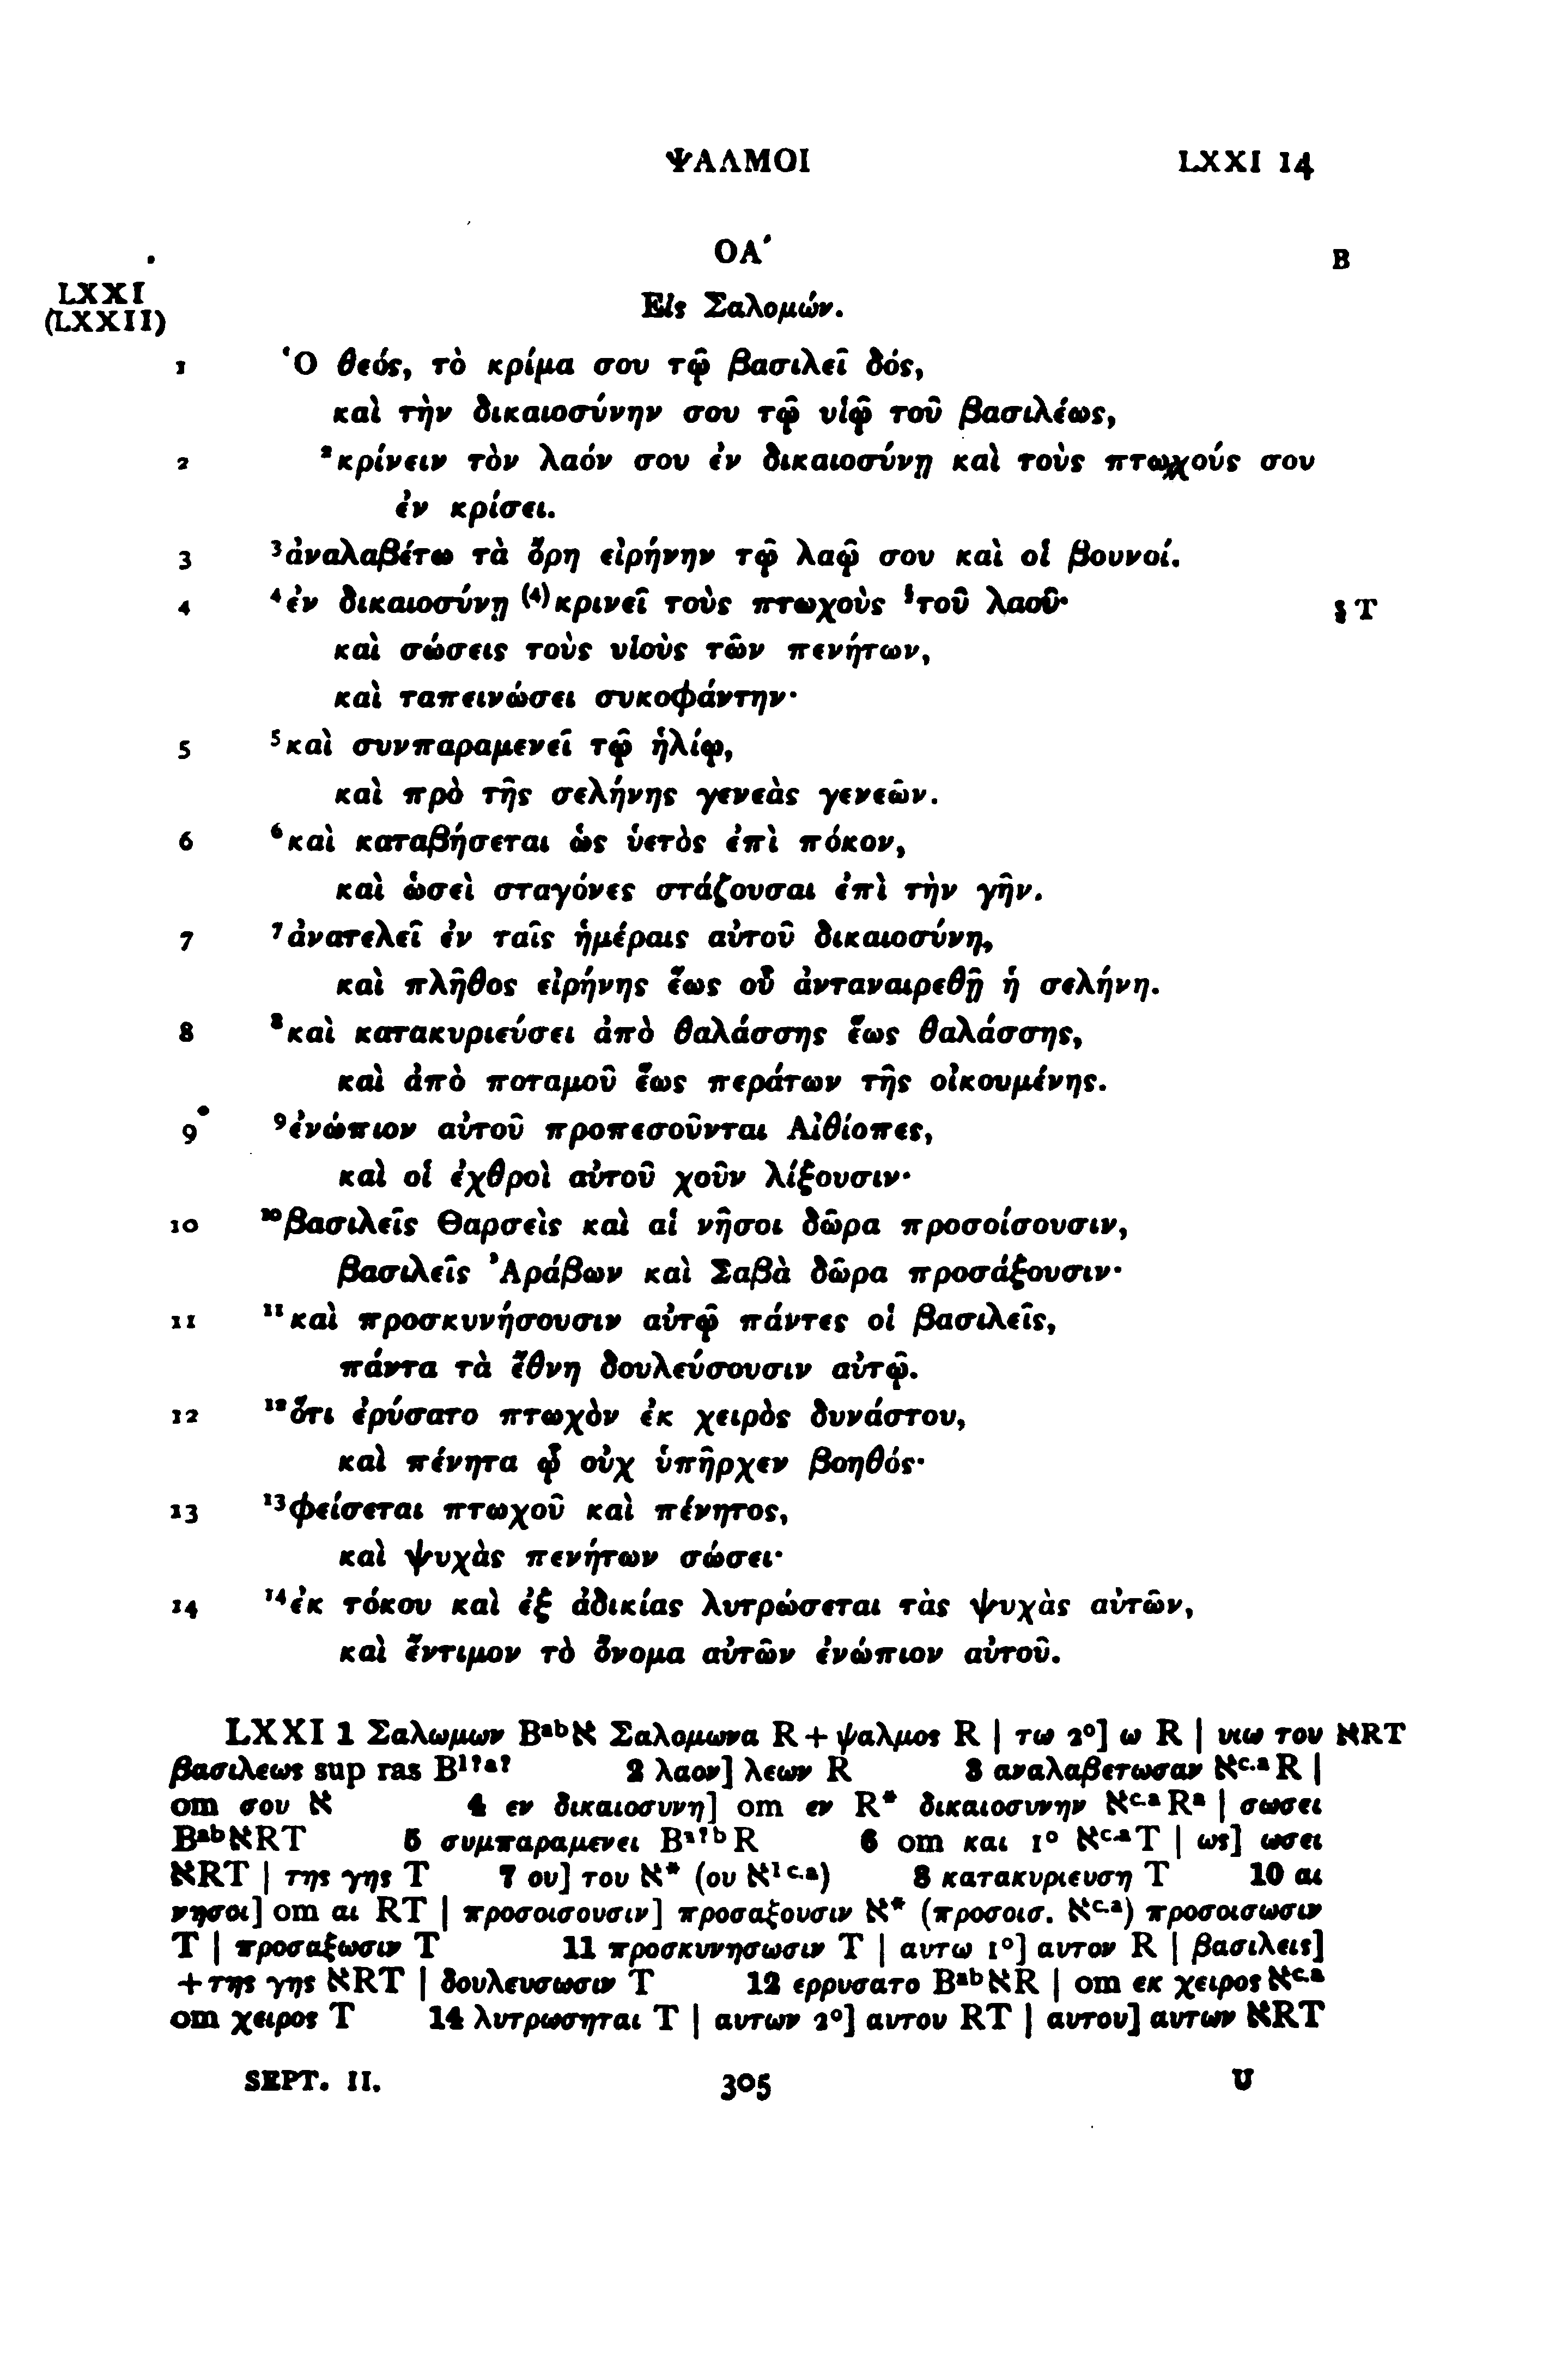 ΨΑΛΜΟΙ LXXI 14
ΟΑ´ B
LXXI
(LXXII)
Εἰς Σαλομών.
1 Ὁ θεός, τὸ κρίμα σου τῷ βασιλεῖ δός,
καὶ τὴν δικαιοσύνην σου τῷ υἱῷ τοῦ βασιλέως,
2 ²κρίνειν τὸν λαόν σου ἐν δικαιοσύνῃ καὶ τοὺς πτωχούς σου
ἐν κρίσει.
3 ³ἀναλαβέτω τὰ ὄρη εἰρήνην τῷ λαῷ σου καὶ οἱ βουνοί.
4 ⁴ἐν δικαιοσύνῃ ⁽⁴⁾κρινεῖ τοὺς πτωχοὺς §τοῦ λαοῦ· § T
καὶ σώσεις τοὺς υἱοὺς τῶν πενήτων,
καὶ ταπεινώσει συκοφάντην·
5 ⁵καὶ συνπαραμενεῖ τῷ ἡλίῳ,
καὶ πρὸ τῆς σελήνης γενεὰς γενεῶν.
6 ⁶καὶ καταβήσεται ὡς ὑετὸς ἐπὶ πόκον,
καὶ ὡσεὶ σταγόνες στάζουσαι ἐπὶ τὴν γῆν.
7 ⁷ἀνατελεῖ ἐν ταῖς ἡμέραις αὐτοῦ δικαιοσύνη,
καὶ πλῆθος εἰρήνης ἕως οὗ ἀνταναιρεθῇ ἡ σελήνη.
8 ⁸καὶ κατακυριεύσει ἀπὸ θαλάσσης ἕως θαλάσσης,
καὶ ἀπὸ ποταμοῦ ἕως περάτων τῆς οἰκουμένης.
9 ⁹ἐνώπιον αὐτοῦ προπεσοῦνται Αἰθίοπες,
καὶ οἱ ἐχθροὶ αὐτοῦ χοῦν λίξουσιν·
10 ¹⁰βασιλεῖς Θαρσεὶς καὶ αἱ νῆσοι δῶρα προσοίσουσιν,
βασιλεῖς Ἀράβων καὶ Σαβὰ δῶρα προσάξουσιν·
11 ¹¹καὶ προσκυνήσουσιν αὐτῷ πάντες οἱ βασιλεῖς,
πάντα τὰ ἔθνη δουλεύσουσιν αὐτῷ.
12 ¹²ὅτι ἐρύσατο πτωχὸν ἐκ χειρὸς δυνάστου,
καὶ πένητα ᾧ οὐχ ὑπῆρχεν βοηθός·
13 ¹³φείσεται πτωχοῦ καὶ πένητος,
καὶ ψυχὰς πενήτων σώσει·
14 ¹⁴ἐκ τόκου καὶ ἐξ ἀδικίας λυτρώσεται τὰς ψυχὰς αὐτῶν,
καὶ ἔντιμον τὸ ὄνομα αὐτῶν ἐνώπιον αὐτοῦ.
LXXI 1 Σαλωμων Bᵃᵇא Σαλομωνα R + ψαλμος R | τω 2°] ω R | υιω του אRT
βασιλεως sup ras B¹ˀᵃˀ 2 λαον] λεων R 3 αναλαβετωσαν אᶜ·ᵃ R |
om σου א 4 εν δικαιοσυνη] om εν R* δικαιοσυνην אᶜ·ᵃ Rᵃ | σωσει
BᵃᵇאRT 5 συμπαραμενει Bᵃˀᵇ R 6 om και 1° אᶜ·ᵃ T | ως] ωσει
אRT | της γης T 7 ου] του א* (ου א¹ ᶜ·ᵃ) 8 κατακυριευση T 10 αι
νησοι] om αι RT | προσοισουσιν] προσαξουσιν א* (προσοισ. אᶜ·ᵃ) προσοισωσιν
T | προσαξωσιν T 11 προσκυνησωσιν T | αυτω 1°] αυτον R | βασιλεις]
+ της γης אRT | δουλευσωσιν T 12 ερρυσατο BᵃᵇאR | om εκ χειρος אᶜ·ᵃ
om χειρος T 14 λυτρωσηται T | αυτων 2°] αυτου RT | αυτου] αυτων אRT
SEPT. II. 305 U